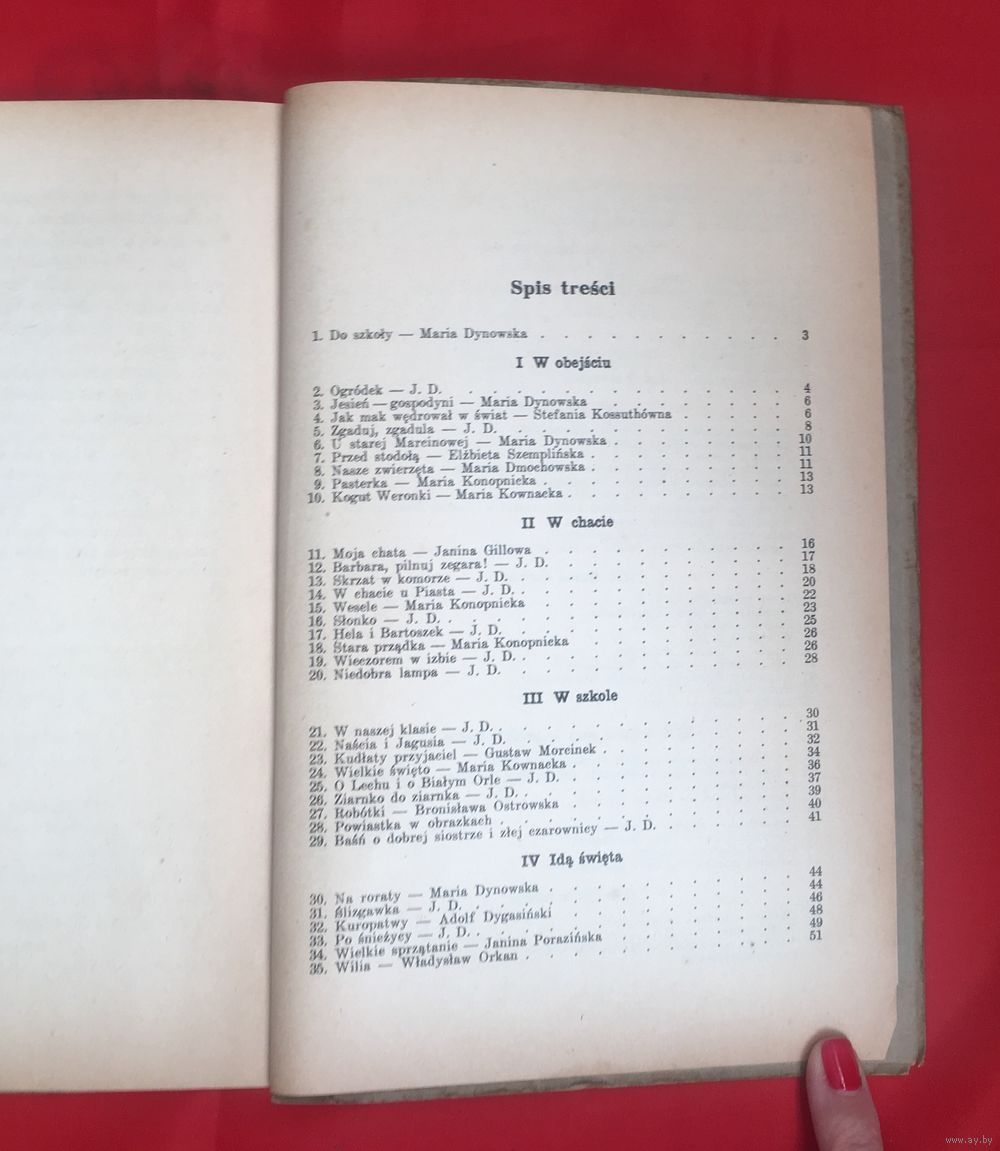 Spis treści
1. Do szkoły — Maria Dynowska . . . . . . . . . . . 3
I W obejściu
2. Ogródek — J. D. . . . . . . . . . . . . 4
3. Jesień — gospodyni — Maria Dynowska . . . . . . . . 6
4. Jak mak wędrował w świat — Stefania Kossuthówna . . . . . 6
5. Zgaduj, zgadula — J. D. . . . . . . . . . . . 8
6. U starej Marcinowej — Maria Dynowska . . . . . . . . 10
7. Przed stodołą — Elżbieta Szemplińska . . . . . . . . . 11
8. Nasze zwierzęta — Maria Dmochowska . . . . . . . . . 11
9. Pasterka — Maria Konopnicka . . . . . . . . . . 13
10. Kogut Weronki — Maria Kownacka . . . . . . . . . . 13
II W chacie
11. Moja chata — Janina Gillowa . . . . . . . . . . 16
12. Barbara, pilnuj zegara! — J. D. . . . . . . . . . 17
13. Skrzat w komorze — J. D. . . . . . . . . . . . 18
14. W chacie u Piasta — J. D. . . . . . . . . . . . 20
15. Wesele — Maria Konopnicka . . . . . . . . . . 22
16. Słonko — J. D. . . . . . . . . . . . . . 23
17. Hela i Bartoszek — J. D. . . . . . . . . . . . 25
18. Stara prządka — Maria Konopnicka . . . . . . . . . 26
19. Wieczorem w izbie — J. D. . . . . . . . . . . . 26
20. Niedobra lampa — J. D. . . . . . . . . . . . 28
III W szkole
21. W naszej klasie — J. D. . . . . . . . . . . . . 30
22. Naścia i Jagusia — J. D. . . . . . . . . . . . 31
23. Kudłaty przyjaciel — Gustaw Morcinek . . . . . . . . . 32
24. Wielkie święto — Maria Kownacka . . . . . . . . . . 34
25. O Lechu i o Białym Orle — J. D. . . . . . . . . . . 36
26. Ziarnko do ziarnka — J. D. . . . . . . . . . . . 37
27. Robótki — Bronisława Ostrowska . . . . . . . . . 39
28. Powiastka w obrazkach . . . . . . . . . . . . 40
29. Baśń o dobrej siostrze i złej czarownicy — J. D. . . . . . . 41
IV Idą święta
30. Na roraty — Maria Dynowska . . . . . . . . . . 44
31. Ślizgawka — J. D. . . . . . . . . . . . . 44
32. Kuropatwy — Adolf Dygasiński . . . . . . . . . 46
33. Po śnieżycy — J. D. . . . . . . . . . . . . 48
34. Wielkie sprzątanie — Janina Porazińska . . . . . . . . 49
35. Wilia — Władysław Orkan . . . . . . . . . . . 51
www.ay.by